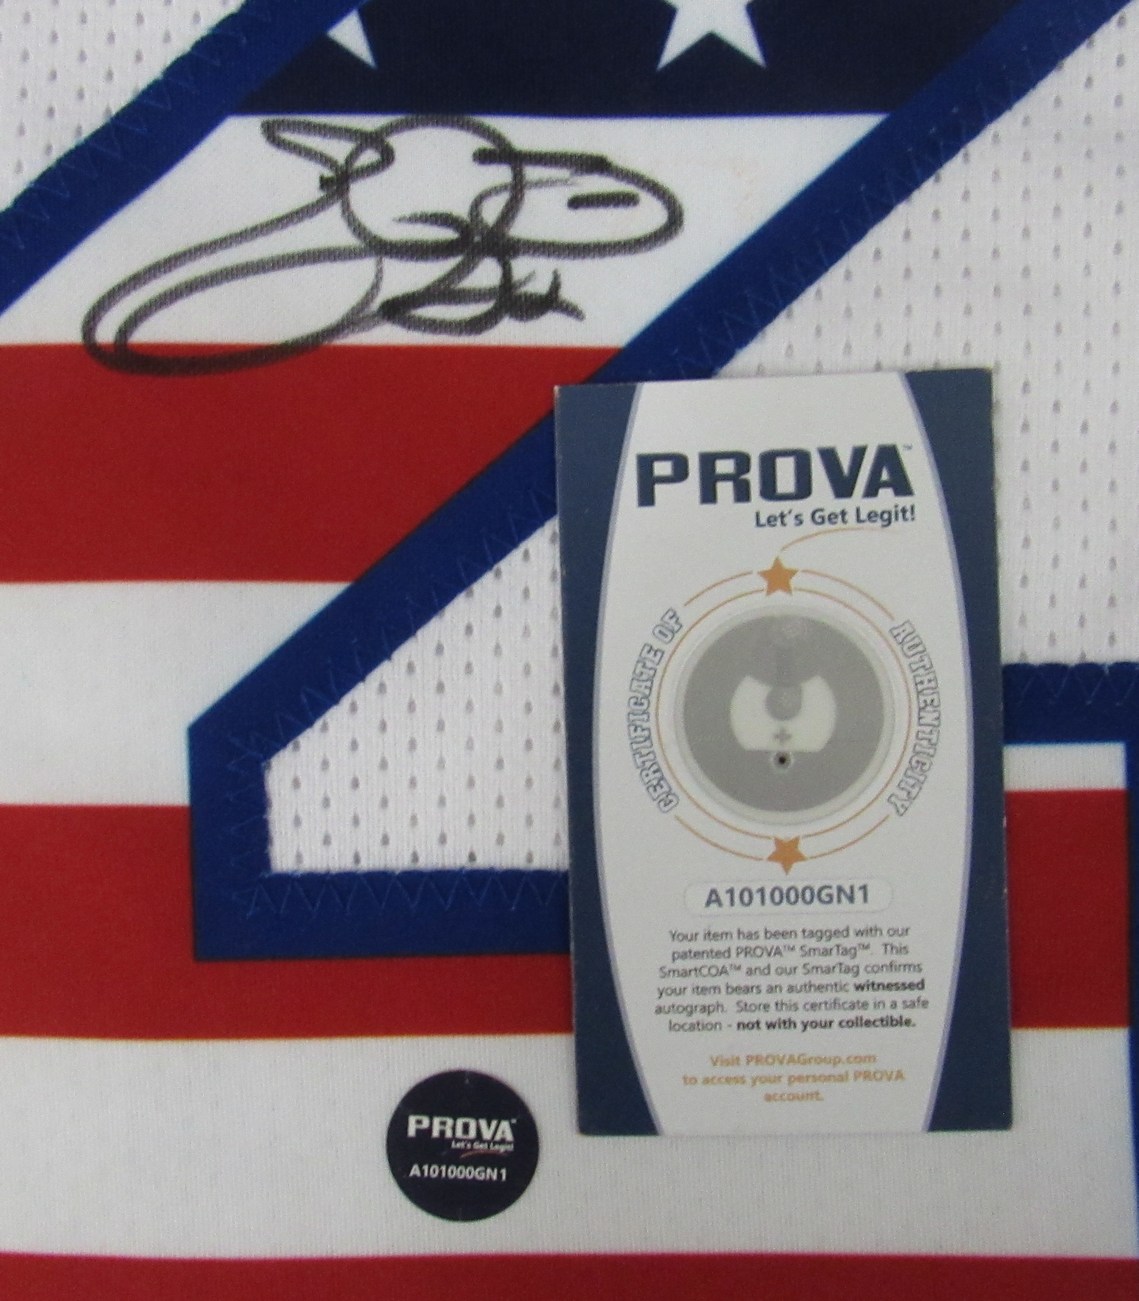 PROVA™
Let's Get Legit!
CERTIFICATE OF AUTHENTICITY
A101000GN1
Your item has been tagged with our
patented PROVA™ SmarTag™. This
SmartCOA™ and our SmarTag confirms
your item bears an authentic witnessed
autograph. Store this certificate in a safe
location - not with your collectible.
Visit PROVAGroup.com
to access your personal PROVA
account.
PROVA™
Let's Get Legit!
A101000GN1